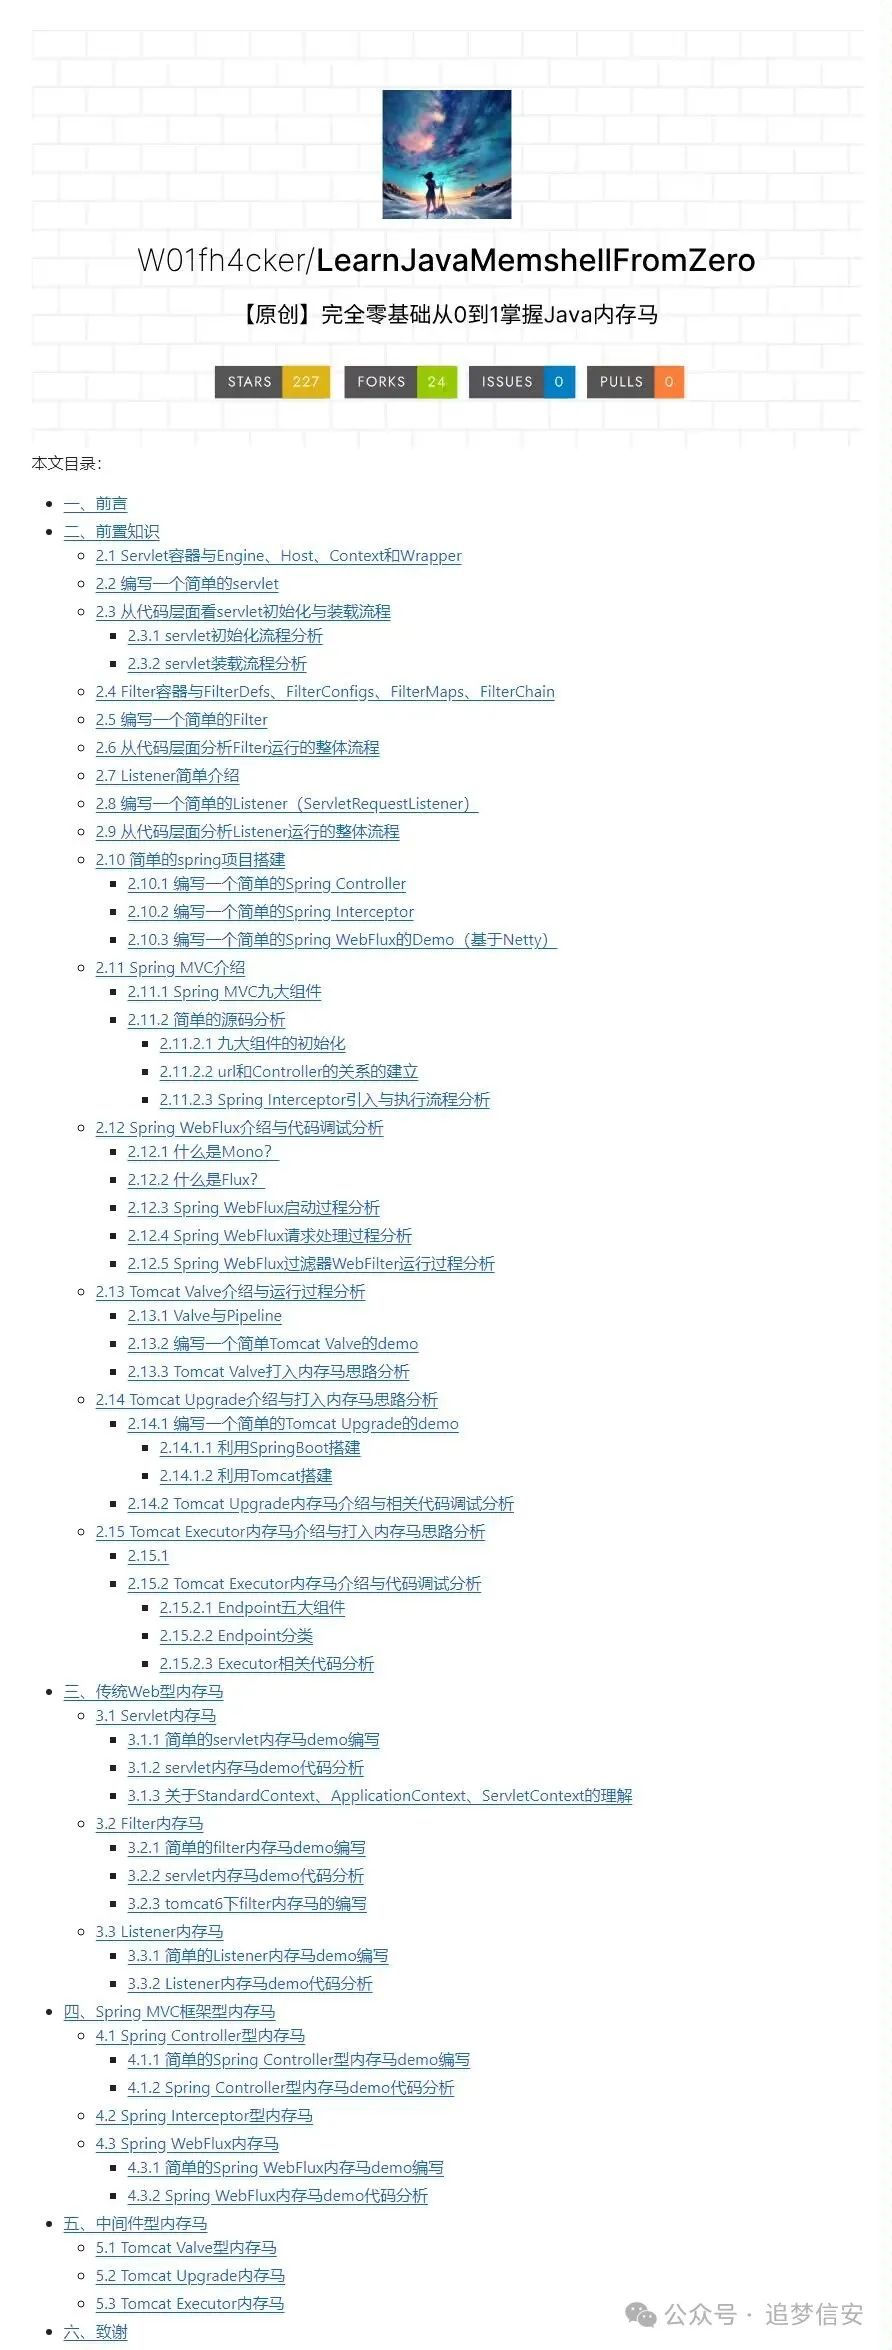 W01fh4cker/LearnJavaMemshellFromZero
【原创】完全零基础从0到1掌握Java内存马
STARS 227 FORKS 24 ISSUES 0 PULLS 0
本文目录：
一、前言
二、前置知识
2.1 Servlet容器与Engine、Host、Context和Wrapper
2.2 编写一个简单的servlet
2.3 从代码层面看servlet初始化与装载流程
2.3.1 servlet初始化流程分析
2.3.2 servlet装载流程分析
2.4 Filter容器与FilterDefs、FilterConfigs、FilterMaps、FilterChain
2.5 编写一个简单的Filter
2.6 从代码层面分析Filter运行的整体流程
2.7 Listener简单介绍
2.8 编写一个简单的Listener（ServletRequestListener）
2.9 从代码层面分析Listener运行的整体流程
2.10 简单的spring项目搭建
2.10.1 编写一个简单的Spring Controller
2.10.2 编写一个简单的Spring Interceptor
2.10.3 编写一个简单的Spring WebFlux的Demo（基于Netty）
2.11 Spring MVC介绍
2.11.1 Spring MVC九大组件
2.11.2 简单的源码分析
2.11.2.1 九大组件的初始化
2.11.2.2 url和Controller的关系的建立
2.11.2.3 Spring Interceptor引入与执行流程分析
2.12 Spring WebFlux介绍与代码调试分析
2.12.1 什么是Mono？
2.12.2 什么是Flux？
2.12.3 Spring WebFlux启动过程分析
2.12.4 Spring WebFlux请求处理过程分析
2.12.5 Spring WebFlux过滤器WebFilter运行过程分析
2.13 Tomcat Valve介绍与运行过程分析
2.13.1 Valve与Pipeline
2.13.2 编写一个简单Tomcat Valve的demo
2.13.3 Tomcat Valve打入内存马思路分析
2.14 Tomcat Upgrade介绍与打入内存马思路分析
2.14.1 编写一个简单的Tomcat Upgrade的demo
2.14.1.1 利用SpringBoot搭建
2.14.1.2 利用Tomcat搭建
2.14.2 Tomcat Upgrade内存马介绍与相关代码调试分析
2.15 Tomcat Executor内存马介绍与打入内存马思路分析
2.15.1
2.15.2 Tomcat Executor内存马介绍与代码调试分析
2.15.2.1 Endpoint五大组件
2.15.2.2 Endpoint分类
2.15.2.3 Executor相关代码分析
三、传统Web型内存马
3.1 Servlet内存马
3.1.1 简单的servlet内存马demo编写
3.1.2 servlet内存马demo代码分析
3.1.3 关于StandardContext、ApplicationContext、ServletContext的理解
3.2 Filter内存马
3.2.1 简单的filter内存马demo编写
3.2.2 servlet内存马demo代码分析
3.2.3 tomcat6下filter内存马的编写
3.3 Listener内存马
3.3.1 简单的Listener内存马demo编写
3.3.2 Listener内存马demo代码分析
四、Spring MVC框架型内存马
4.1 Spring Controller型内存马
4.1.1 简单的Spring Controller型内存马demo编写
4.1.2 Spring Controller型内存马demo代码分析
4.2 Spring Interceptor型内存马
4.3 Spring WebFlux内存马
4.3.1 简单的Spring WebFlux内存马demo编写
4.3.2 Spring WebFlux内存马demo代码分析
五、中间件型内存马
5.1 Tomcat Valve型内存马
5.2 Tomcat Upgrade内存马
5.3 Tomcat Executor内存马
六、致谢
公众号 · 追梦信安